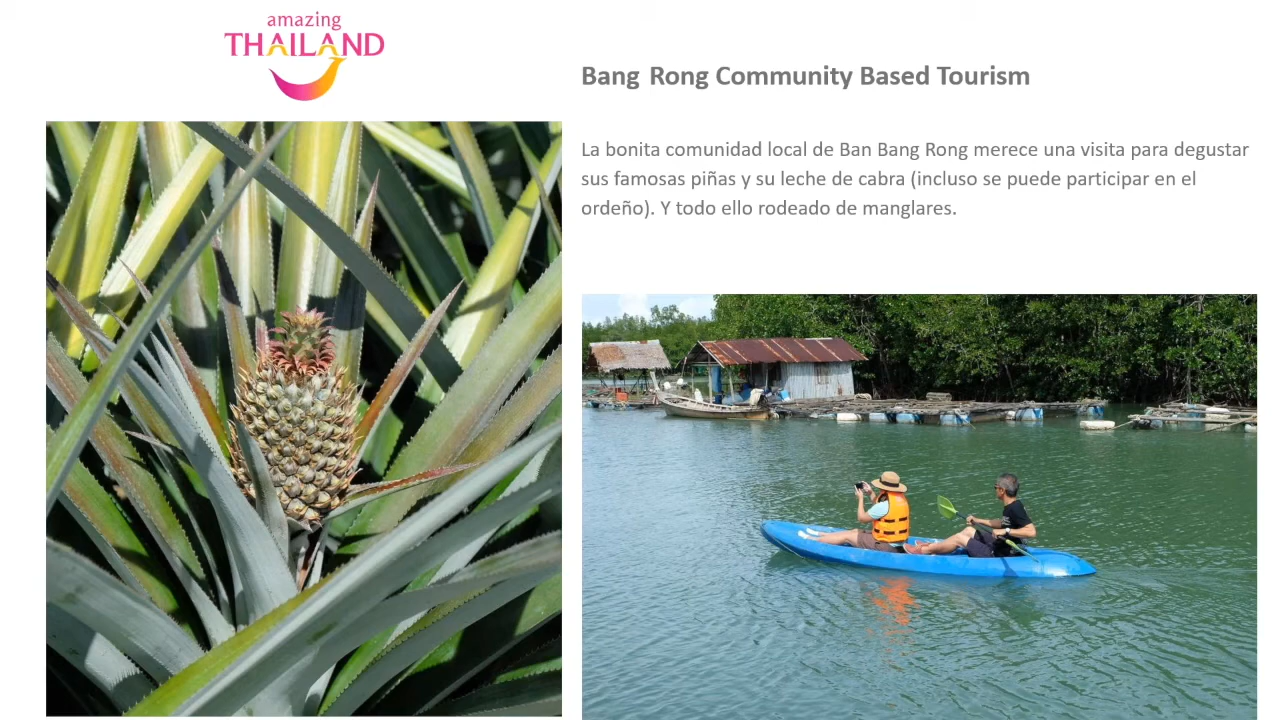 amazing
THAILAND
Bang Rong Community Based Tourism
La bonita comunidad local de Ban Bang Rong merece una visita para degustar
sus famosas piñas y su leche de cabra (incluso se puede participar en el
ordeño). Y todo ello rodeado de manglares.